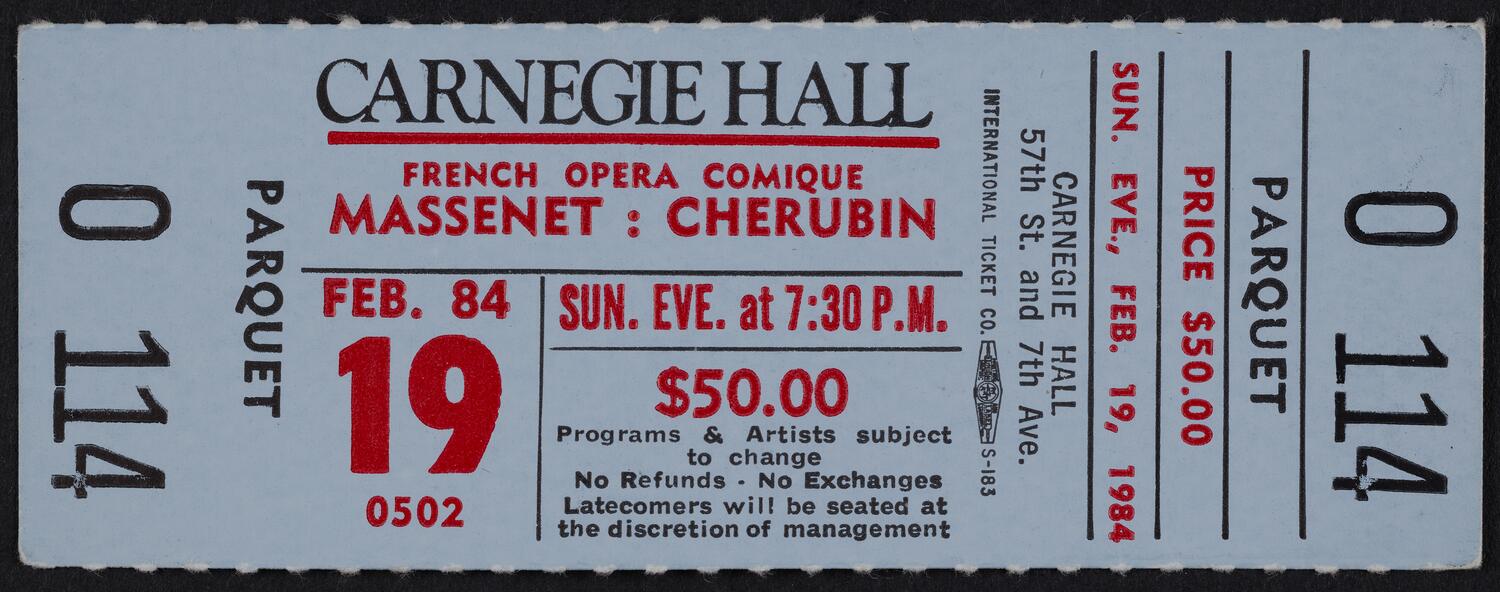 0 114
PARQUET
CARNEGIE HALL
FRENCH OPERA COMIQUE
MASSENET : CHERUBIN
FEB. 84
19
0502
SUN. EVE. at 7:30 P.M.
$50.00
Programs & Artists subject
to change
No Refunds - No Exchanges
Latecomers will be seated at
the discretion of management
INTERNATIONAL TICKET CO. S-183
CARNEGIE HALL
57th St. and 7th Ave.
SUN. EVE., FEB. 19, 1984
PRICE $50.00
PARQUET
0 114